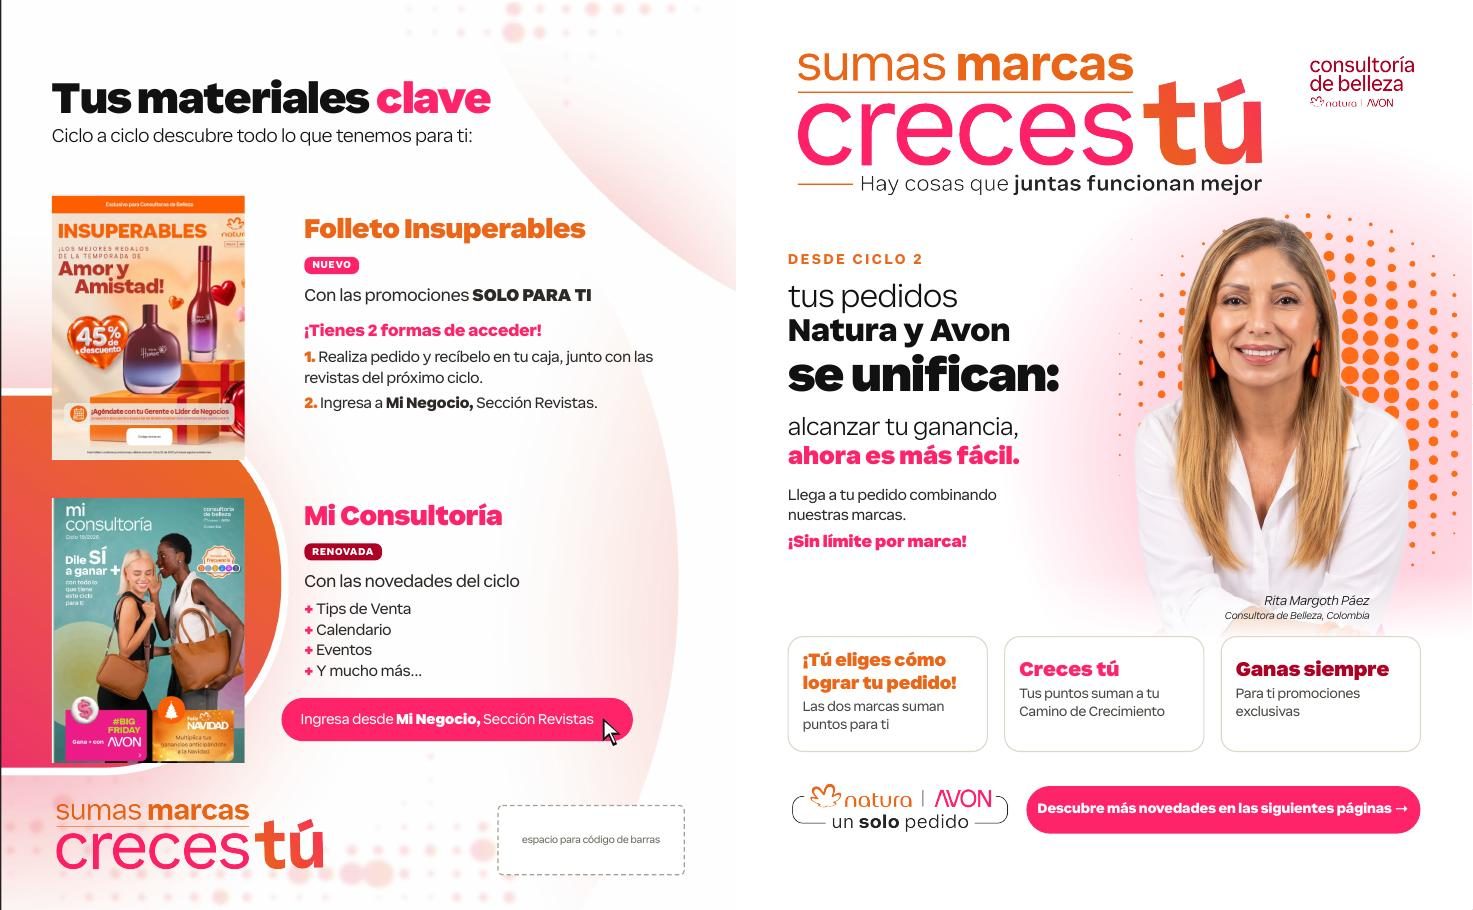 Tus materiales clave
Ciclo a ciclo descubre todo lo que tenemos para ti:
Exclusivo para Consultoras de Belleza
INSUPERABLES
natura
¡LOS MEJORES REGALOS
DE LA TEMPORADA DE
Amor y
Amistad!
45%
de
descuento
¡Agéndate con tu Gerente o Líder de Negocios
Folleto Insuperables
NUEVO
Con las promociones SOLO PARA TI
¡Tienes 2 formas de acceder!
1. Realiza pedido y recíbelo en tu caja, junto con las
revistas del próximo ciclo.
2. Ingresa a Mi Negocio, Sección Revistas.
mi
consultoría
consultoría
de belleza
Dile SÍ
a ganar +
con todo lo
que tiene
este ciclo
para ti
#BIG
FRIDAY
Gana + con AVON
Feliz
NAVIDAD
Multiplica tus
ganancias anticipándote
a la Navidad
Mi Consultoría
RENOVADA
Con las novedades del ciclo
+ Tips de Venta
+ Calendario
+ Eventos
+ Y mucho más...
Ingresa desde Mi Negocio, Sección Revistas
sumas marcas
creces tú
espacio para código de barras
sumas marcas
creces tú
Hay cosas que juntas funcionan mejor
consultoría
de belleza
natura | AVON
DESDE CICLO 2
tus pedidos
Natura y Avon
se unifican:
alcanzar tu ganancia,
ahora es más fácil.
Llega a tu pedido combinando
nuestras marcas.
¡Sin límite por marca!
Rita Margoth Páez
Consultora de Belleza, Colombia
¡Tú eliges cómo
lograr tu pedido!
Las dos marcas suman
puntos para ti
Creces tú
Tus puntos suman a tu
Camino de Crecimiento
Ganas siempre
Para ti promociones
exclusivas
natura | AVON
un solo pedido
Descubre más novedades en las siguientes páginas →